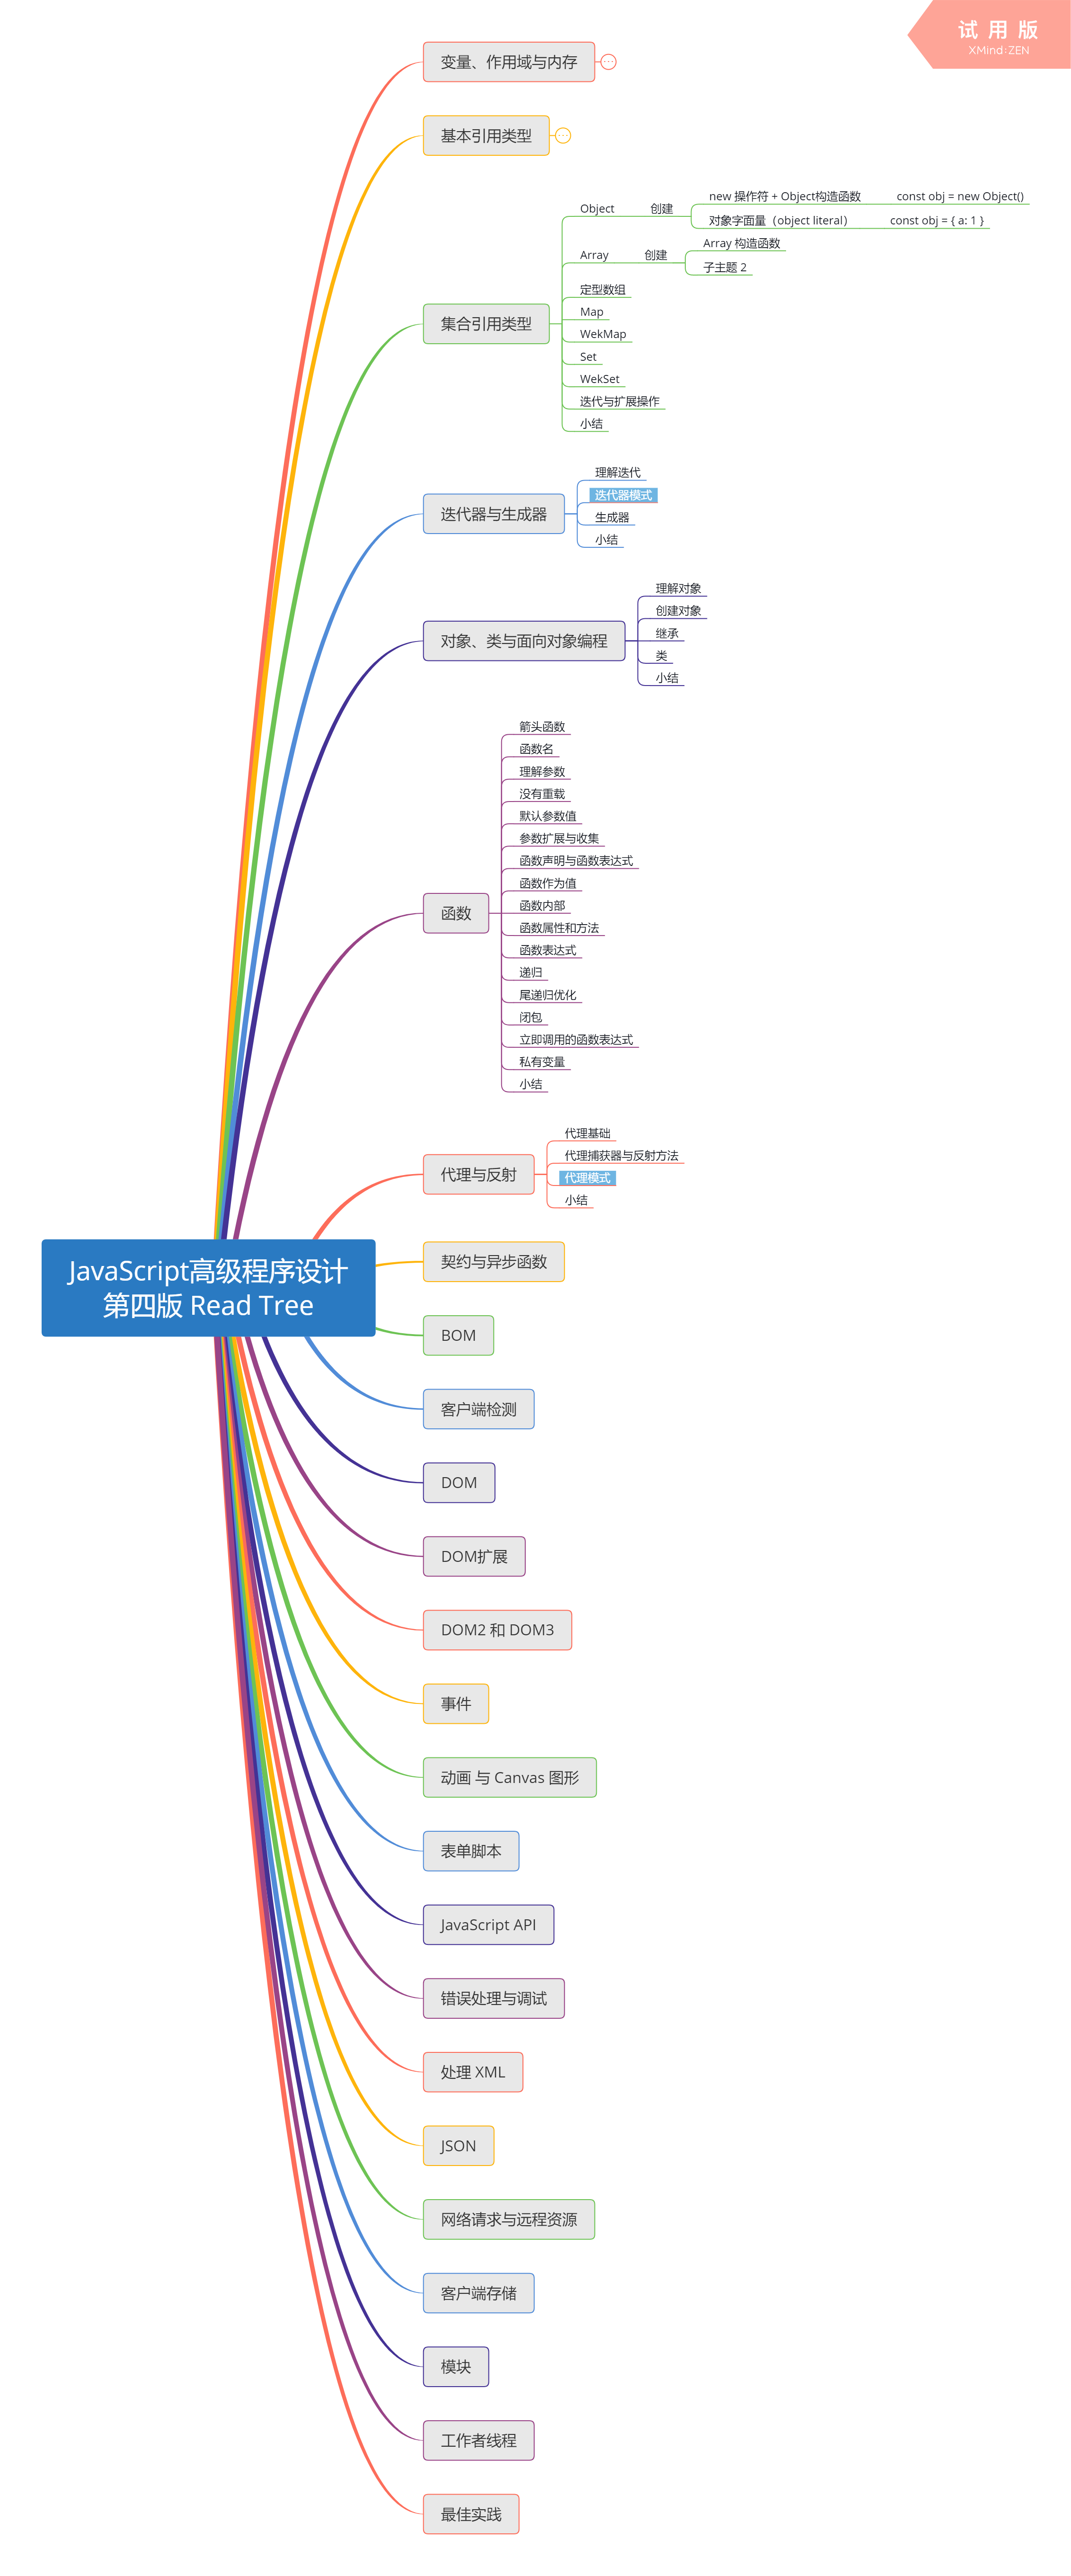 试用版
XMind:ZEN
变量、作用域与内存
基本引用类型
集合引用类型
Object
创建
new 操作符 + Object构造函数
const obj = new Object()
对象字面量（object literal）
const obj = { a: 1 }
Array
创建
Array 构造函数
子主题 2
定型数组
Map
WekMap
Set
WekSet
迭代与扩展操作
小结
迭代器与生成器
理解迭代
迭代器模式
生成器
小结
对象、类与面向对象编程
理解对象
创建对象
继承
类
小结
函数
箭头函数
函数名
理解参数
没有重载
默认参数值
参数扩展与收集
函数声明与函数表达式
函数作为值
函数内部
函数属性和方法
函数表达式
递归
尾递归优化
闭包
立即调用的函数表达式
私有变量
小结
代理与反射
代理基础
代理捕获器与反射方法
代理模式
小结
JavaScript高级程序设计
第四版 Read Tree
契约与异步函数
BOM
客户端检测
DOM
DOM扩展
DOM2 和 DOM3
事件
动画 与 Canvas 图形
表单脚本
JavaScript API
错误处理与调试
处理 XML
JSON
网络请求与远程资源
客户端存储
模块
工作者线程
最佳实践